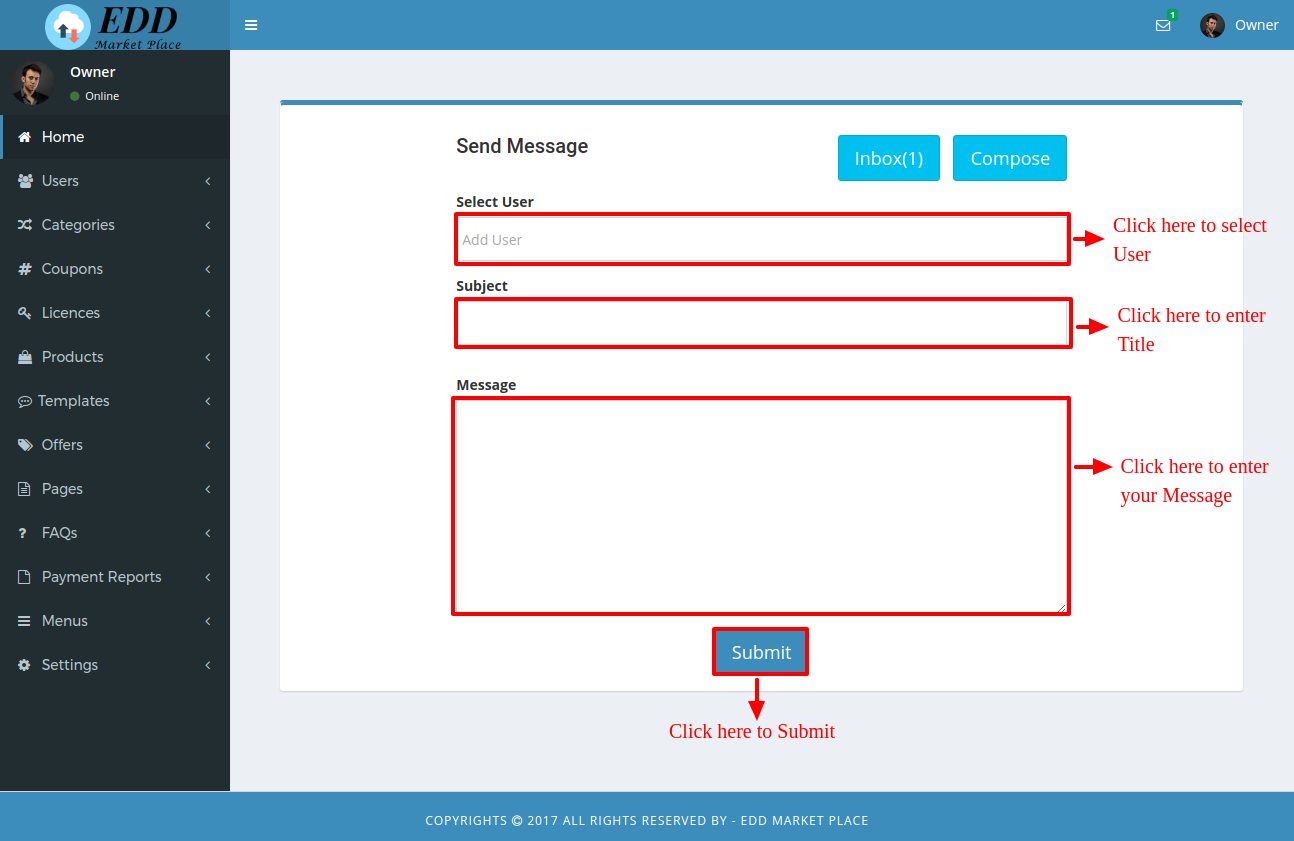 EDD
Market Place
1
Owner
Owner
Online
Home
Users
Categories
Coupons
Licences
Products
Templates
Offers
Pages
FAQs
Payment Reports
Menus
Settings
Send Message
Inbox(1)
Compose
Select User
Add User
Click here to select
User
Subject
Click here to enter
Title
Message
Click here to enter
your Message
Submit
Click here to Submit
COPYRIGHTS © 2017 ALL RIGHTS RESERVED BY - EDD MARKET PLACE